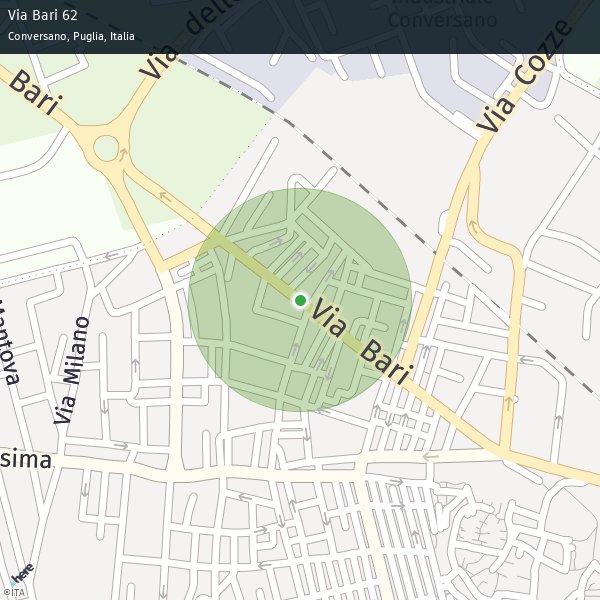 Via Bari 62
Conversano, Puglia, Italia
Industriale
Conversano
Via dello
Via Cozze
Bari
Via Bari
Via Milano
Mantova
sima
here
©ITA